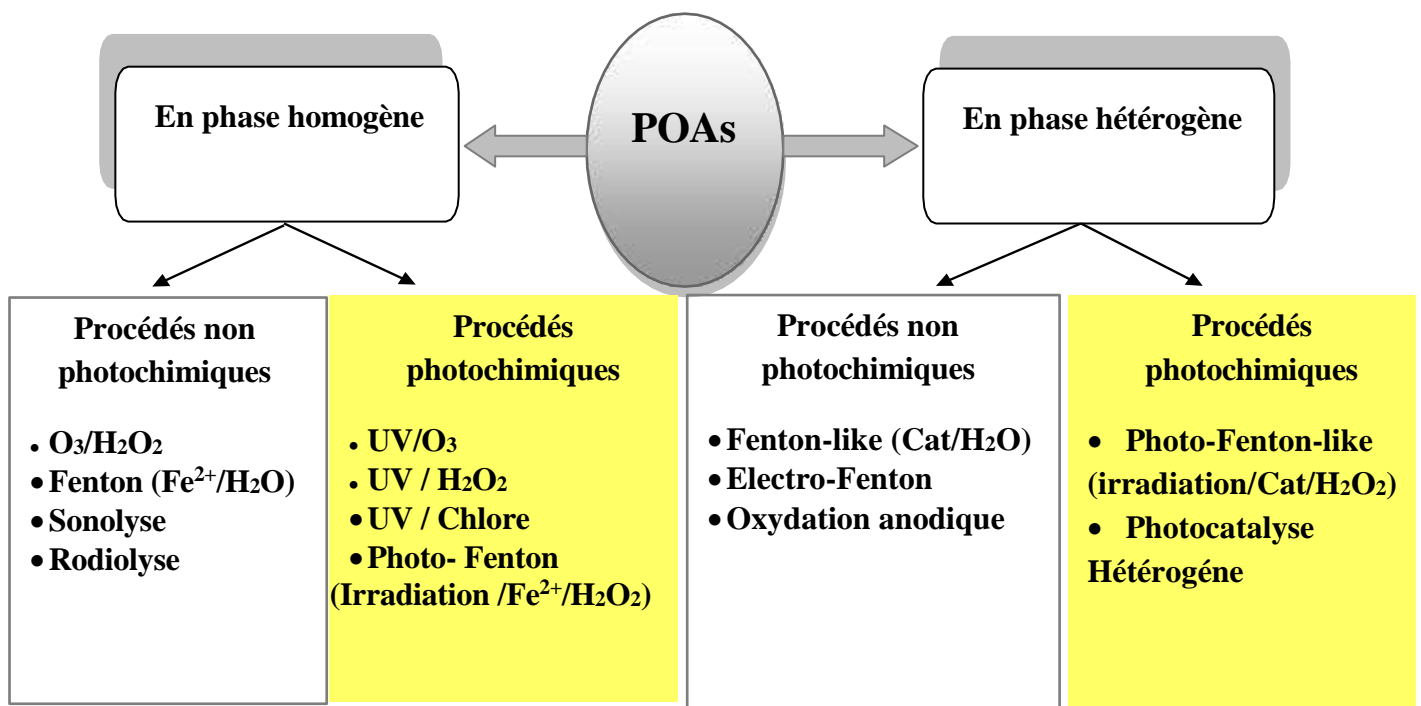 POAs
En phase homogène
En phase hétérogène
Procédés non
photochimiques
• O₃/H₂O₂
• Fenton (Fe²⁺/H₂O)
• Sonolyse
• Rodiolyse
Procédés
photochimiques
• UV/O₃
• UV / H₂O₂
• UV / Chlore
• Photo- Fenton
(Irradiation /Fe²⁺/H₂O₂)
Procédés non
photochimiques
• Fenton-like (Cat/H₂O)
• Electro-Fenton
• Oxydation anodique
Procédés
photochimiques
• Photo-Fenton-like
(irradiation/Cat/H₂O₂)
• Photocatalyse
Hétérogéne